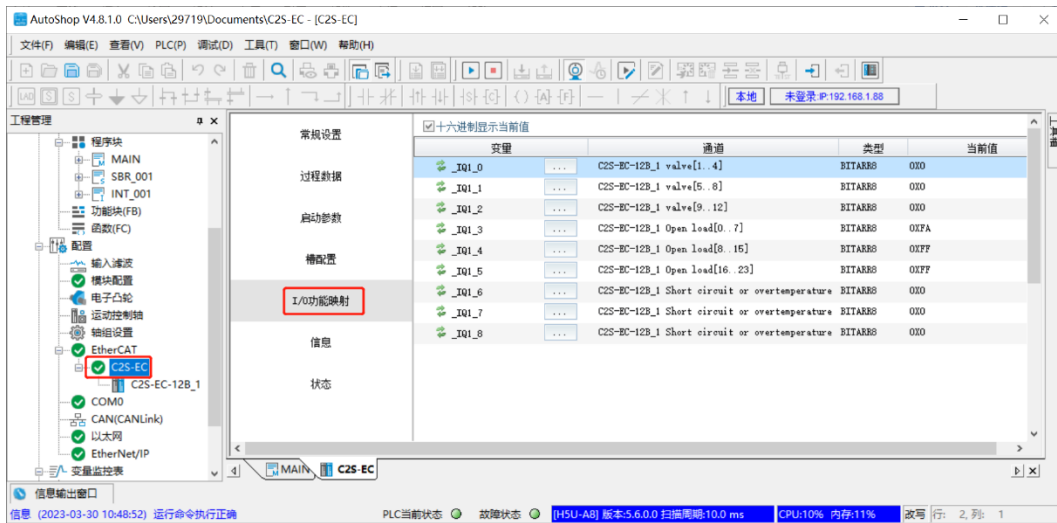 AutoShop V4.8.1.0 C:\Users\29719\Documents\C2S-EC - [C2S-EC]
文件(F) 编辑(E) 查看(V) PLC(P) 调试(D) 工具(T) 窗口(W) 帮助(H)
本地 未登录:IP:192.168.1.88
工程管理
程序块
MAIN
SBR_001
INT_001
功能块(FB)
函数(FC)
配置
输入滤波
模块配置
电子凸轮
运动控制轴
轴组设置
EtherCAT
C2S-EC
C2S-EC-12B_1
COM0
CAN(CANLink)
以太网
EtherNet/IP
变量监控表
常规设置
过程数据
启动参数
槽配置
I/O功能映射
信息
状态
十六进制显示当前值
变量 通道 类型 当前值
_IQ1_0 ... C2S-EC-12B_1 valve[1..4] BITARR8 0X0
_IQ1_1 ... C2S-EC-12B_1 valve[5..8] BITARR8 0X0
_IQ1_2 ... C2S-EC-12B_1 valve[9..12] BITARR8 0X0
_IQ1_3 ... C2S-EC-12B_1 Open load[0..7] BITARR8 0XFA
_IQ1_4 ... C2S-EC-12B_1 Open load[8..15] BITARR8 0XFF
_IQ1_5 ... C2S-EC-12B_1 Open load[16..23] BITARR8 0XFF
_IQ1_6 ... C2S-EC-12B_1 Short circuit or overtemperature BITARR8 0X0
_IQ1_7 ... C2S-EC-12B_1 Short circuit or overtemperature BITARR8 0X0
_IQ1_8 ... C2S-EC-12B_1 Short circuit or overtemperature BITARR8 0X0
MAIN C2S-EC
信息输出窗口
信息 (2023-03-30 10:48:52) 运行命令执行正确 PLC当前状态 故障状态 [H5U-A8] 版本:5.6.0.0 扫描周期:10.0 ms CPU:10% 内存:11% 改写 行: 2,列: 1